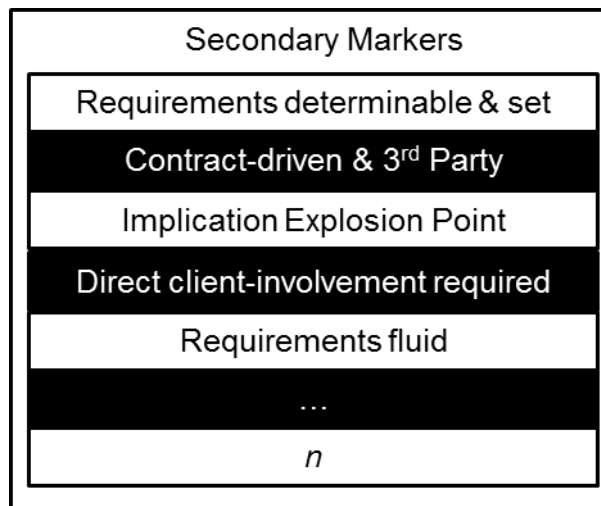 Secondary Markers
Requirements determinable & set
Contract-driven & 3rd Party
Implication Explosion Point
Direct client-involvement required
Requirements fluid
…
n